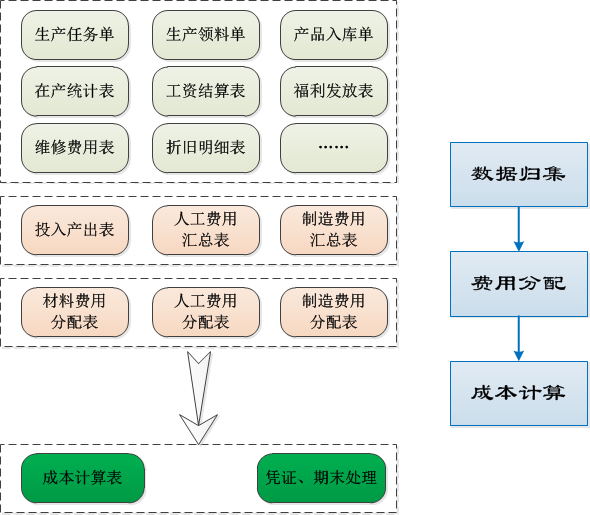 生产任务单
生产领料单
产品入库单
在产统计表
工资结算表
福利发放表
维修费用表
折旧明细表
……
投入产出表
人工费用
汇总表
制造费用
汇总表
材料费用
分配表
人工费用
分配表
制造费用
分配表
成本计算表
凭证、期末处理
数据归集
费用分配
成本计算